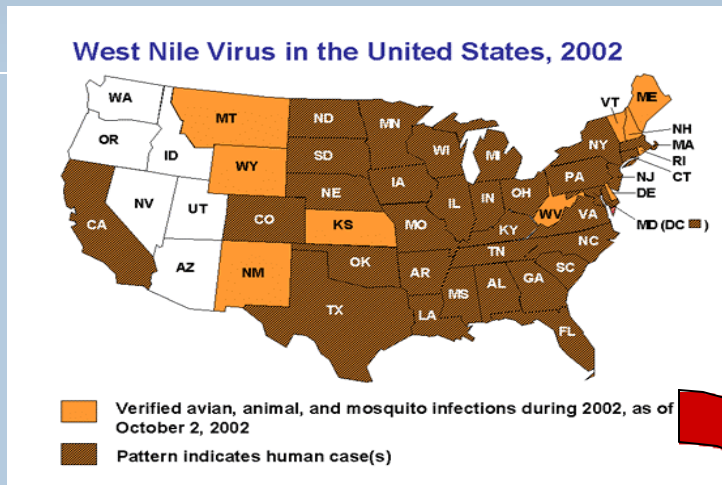 West Nile Virus in the United States, 2002
WA
MT
ND
MN
VT
ME
OR
ID
WY
SD
WI
MI
NY
NH
MA
RI
CT
NV
UT
CO
NE
IA
IL
IN
OH
PA
NJ
DE
CA
KS
MO
KY
WV
VA
MD (DC )
AZ
NM
OK
AR
TN
NC
TX
LA
MS
AL
GA
SC
FL
Verified avian, animal, and mosquito infections during 2002, as of
October 2, 2002
Pattern indicates human case(s)